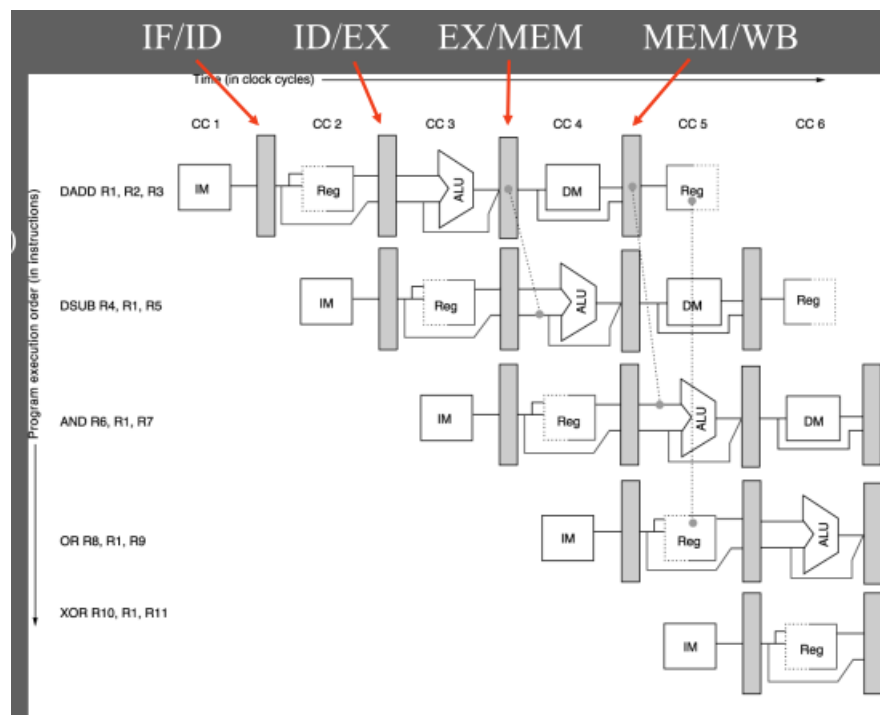 IF/ID ID/EX EX/MEM MEM/WB
Time (in clock cycles)
CC 1 CC 2 CC 3 CC 4 CC 5 CC 6
Program execution order (in instructions)
DADD R1, R2, R3 IM Reg ALU DM Reg
)
DSUB R4, R1, R5 IM Reg ALU DM Reg
AND R6, R1, R7 IM Reg ALU DM
OR R8, R1, R9 IM Reg ALU
XOR R10, R1, R11 IM Reg